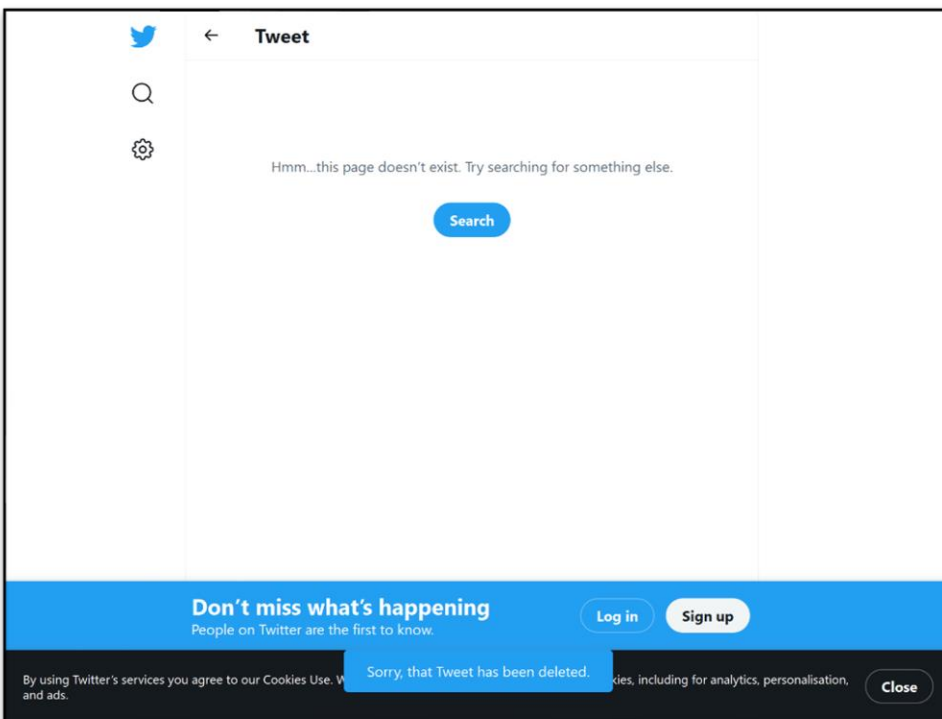 Tweet
Hmm...this page doesn't exist. Try searching for something else.
Search
Don't miss what's happening
People on Twitter are the first to know.
Log in
Sign up
Sorry, that Tweet has been deleted.
By using Twitter's services you agree to our Cookies Use. kies, including for analytics, personalisation,
and ads.
Close